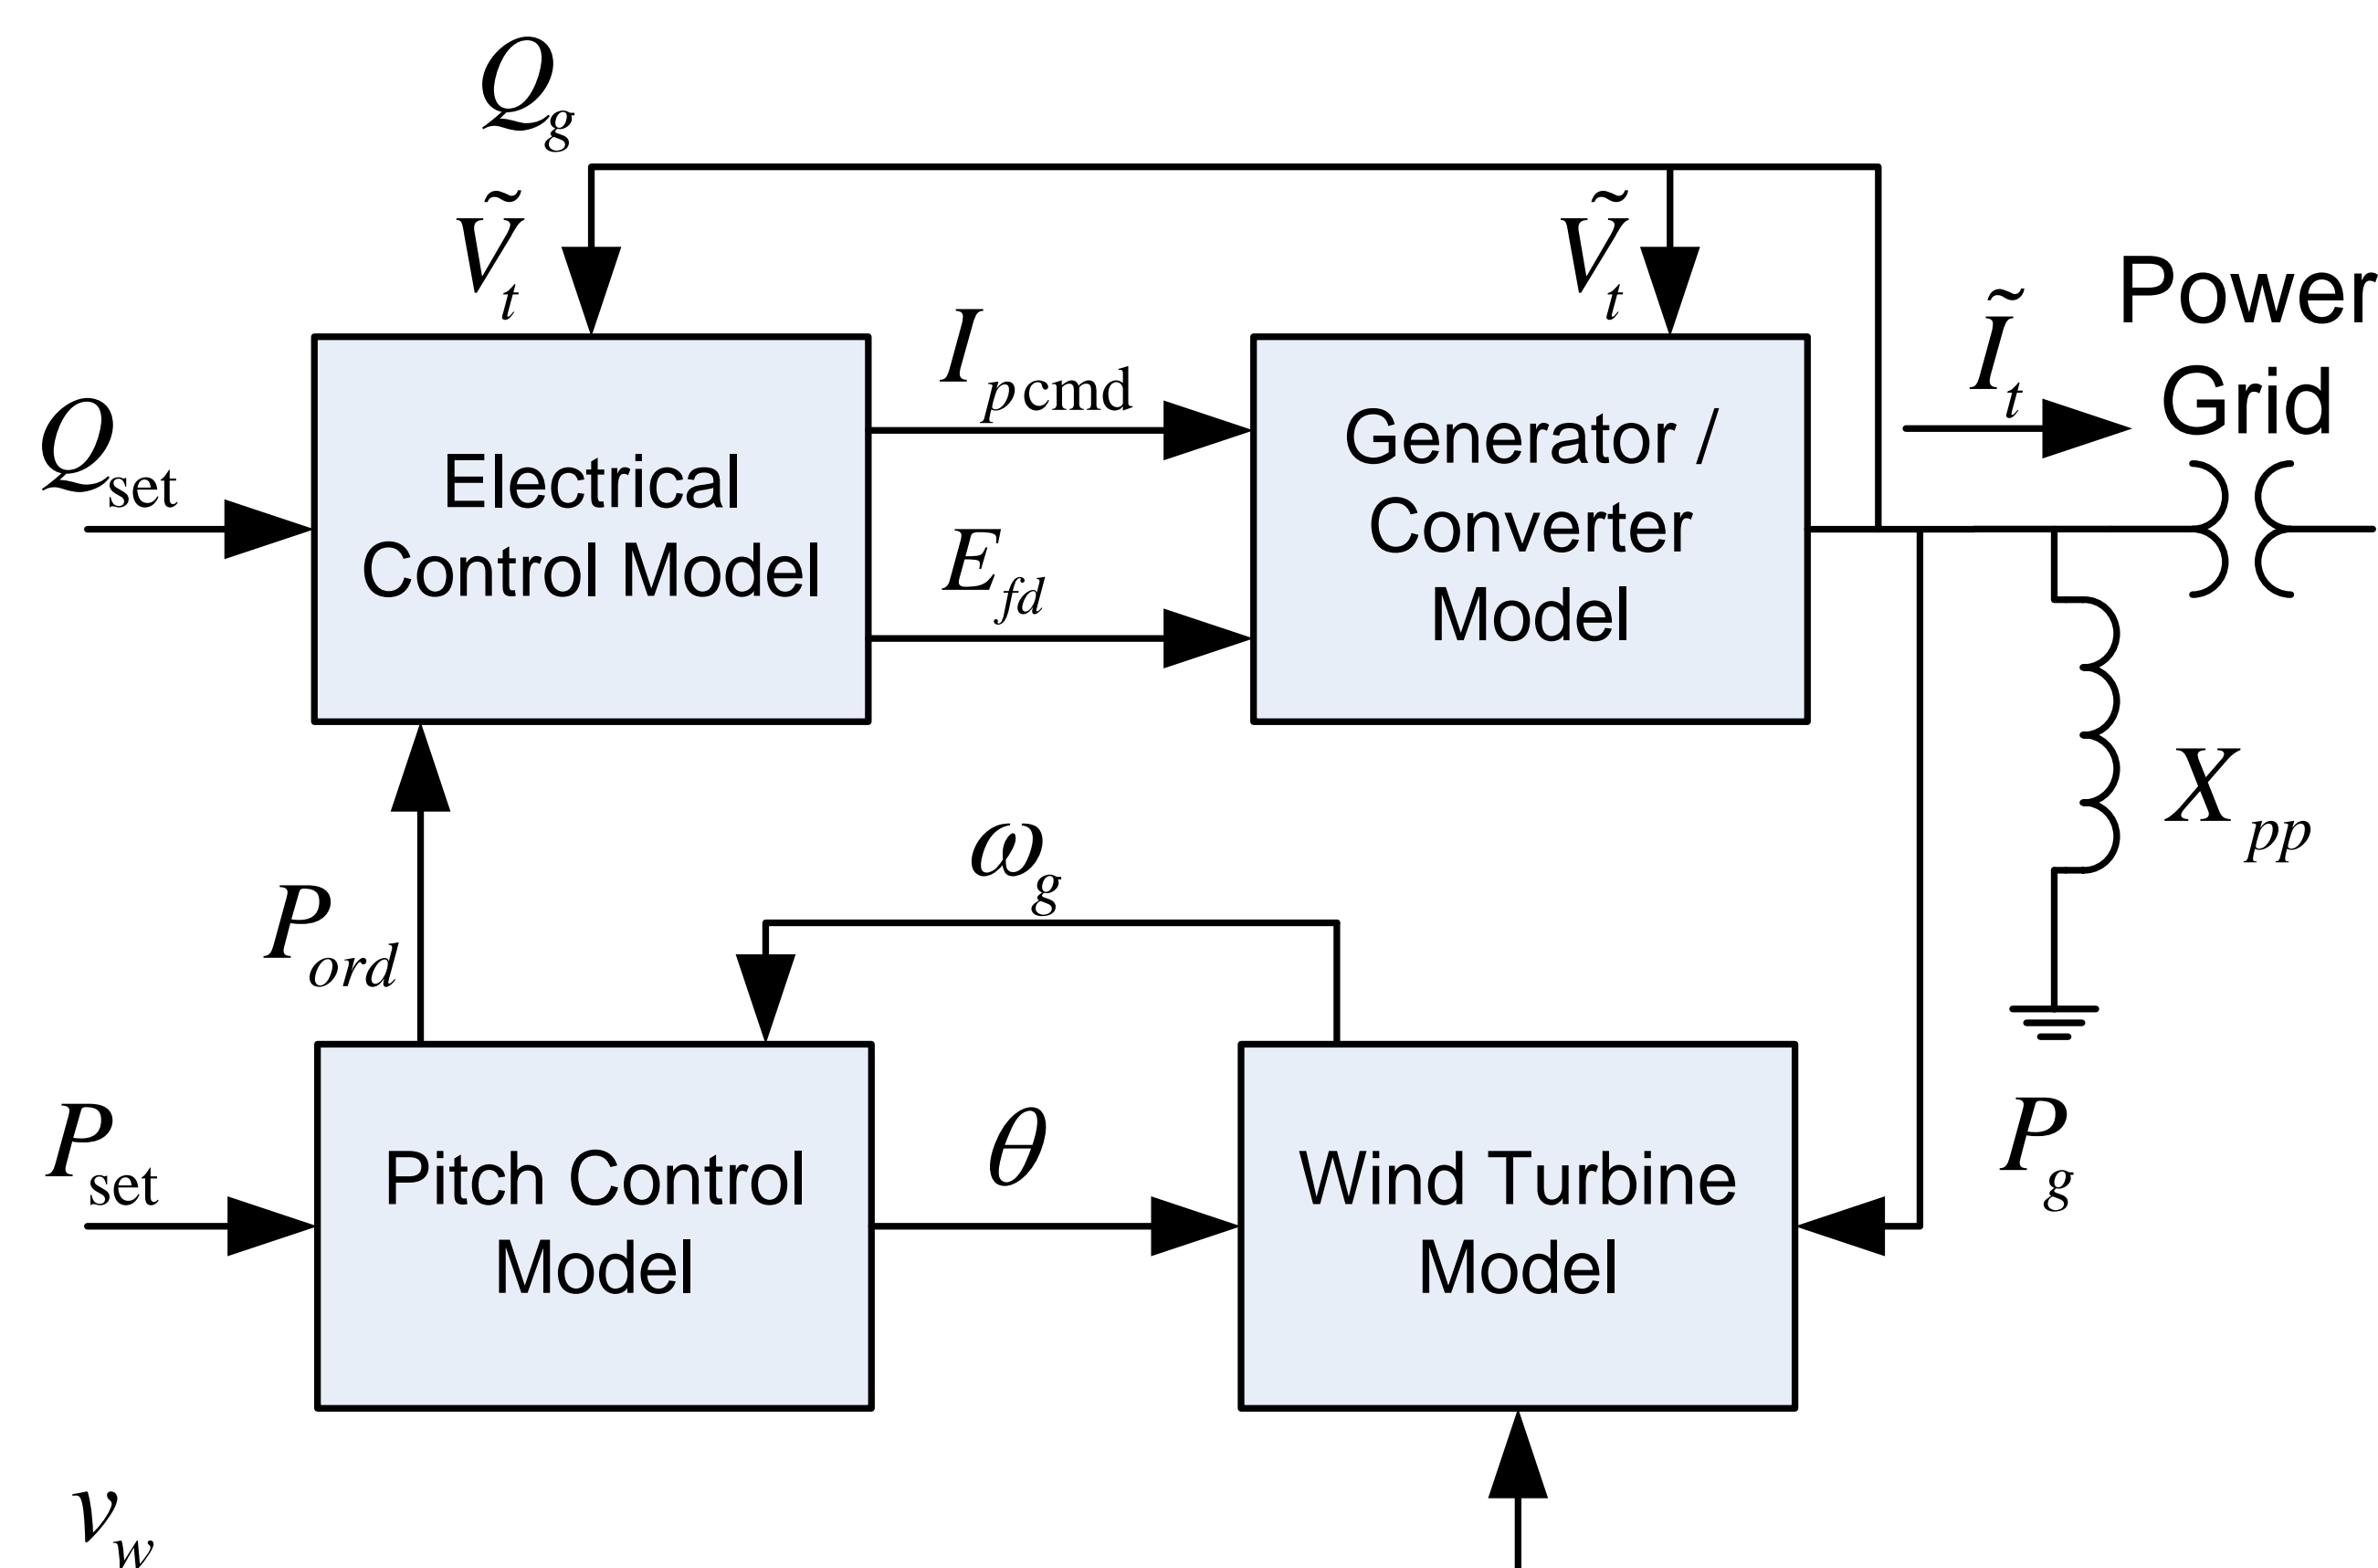 Q_g
Ṽ_t
Ṽ_t
Power
Grid
Ĩ_t
I_pcmd
Q_set
Electrical
Control Model
E_fd
Generator /
Converter
Model
X_pp
ω_g
P_ord
P_set
Pitch Control
Model
θ
Wind Turbine
Model
P_g
v_w